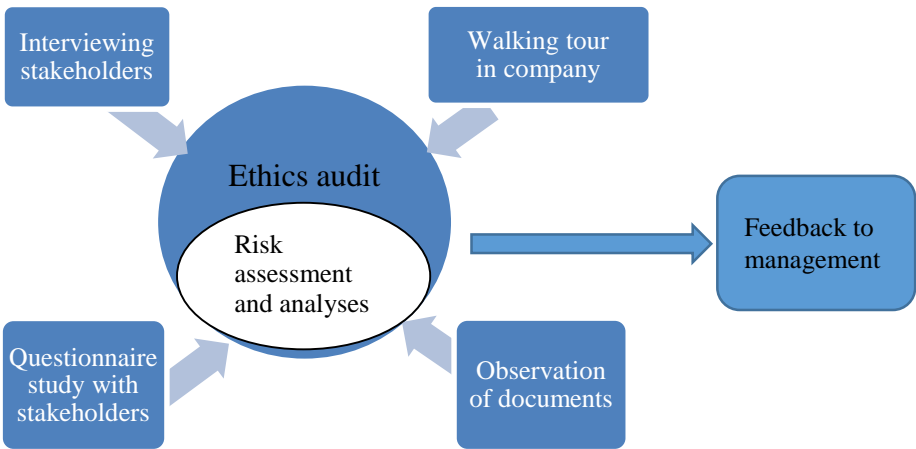 Interviewing
stakeholders
Walking tour
in company
Ethics audit
Risk
assessment
and analyses
Feedback to
management
Questionnaire
study with
stakeholders
Observation
of documents